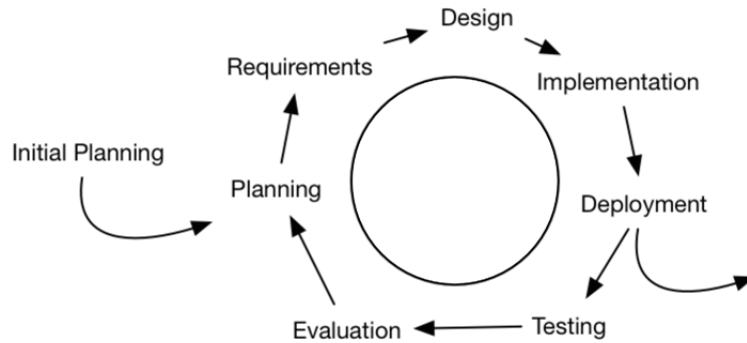 Design
Requirements
Implementation
Initial Planning
Planning
Deployment
Evaluation
Testing